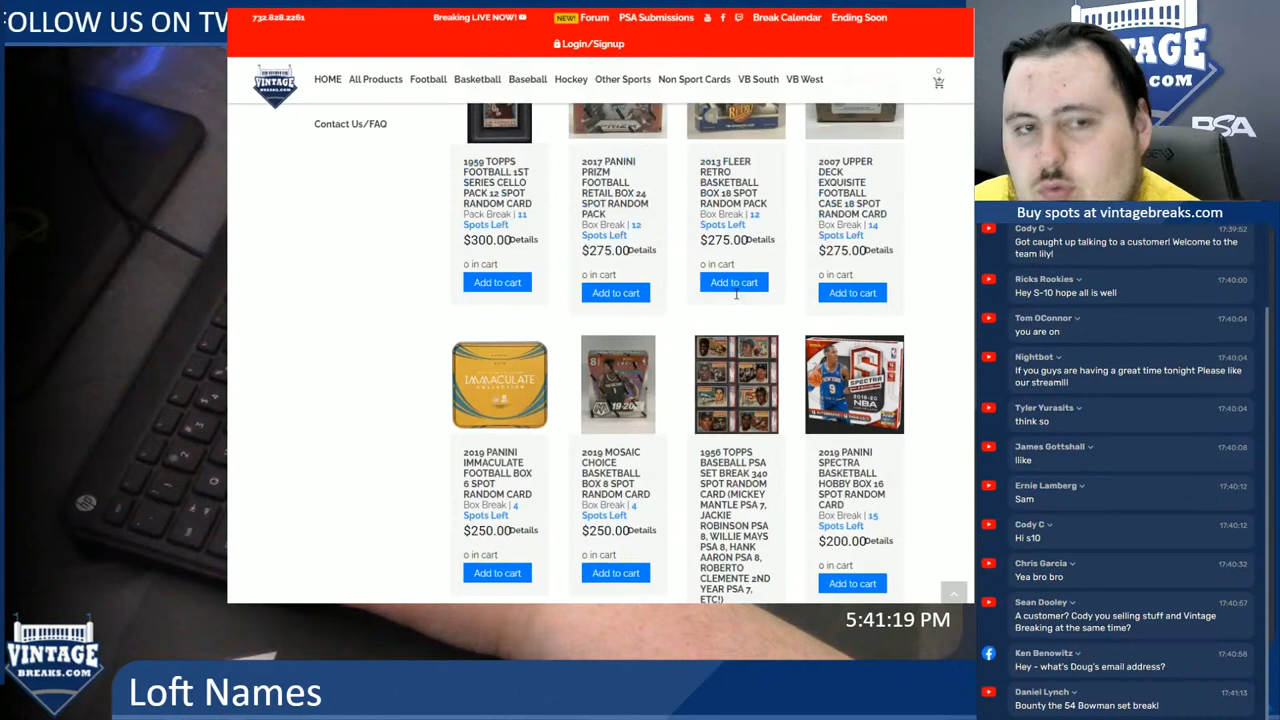 FOLLOW US ON TW
732.828.2261
Breaking LIVE NOW!
NEW! Forum
PSA Submissions
Break Calendar
Ending Soon
Login/Signup
VINTAGE
HOME
All Products
Football
Basketball
Baseball
Hockey
Other Sports
Non Sport Cards
VB South
VB West
0
Contact Us/FAQ
1959 TOPPS
FOOTBALL 1ST
SERIES CELLO
PACK 12 SPOT
RANDOM CARD
Pack Break | 11
Spots Left
$300.00 Details
0 in cart
Add to cart
2017 PANINI
PRIZM
FOOTBALL
RETAIL BOX 24
SPOT RANDOM
PACK
Box Break | 12
Spots Left
$275.00 Details
0 in cart
Add to cart
2013 FLEER
RETRO
BASKETBALL
BOX 18 SPOT
RANDOM PACK
Box Break | 12
Spots Left
$275.00 Details
0 in cart
Add to cart
2007 UPPER
DECK
EXQUISITE
FOOTBALL
CASE 18 SPOT
RANDOM CARD
Box Break | 14
Spots Left
$275.00 Details
0 in cart
Add to cart
IMMACULATE
COLLECTION
2019 PANINI
IMMACULATE
FOOTBALL BOX
6 SPOT
RANDOM CARD
Box Break | 4
Spots Left
$250.00 Details
0 in cart
Add to cart
2019 MOSAIC
CHOICE
BASKETBALL
BOX 8 SPOT
RANDOM CARD
Box Break | 4
Spots Left
$250.00 Details
0 in cart
Add to cart
1956 TOPPS
BASEBALL PSA
SET BREAK 340
SPOT RANDOM
CARD (MICKEY
MANTLE PSA 7,
JACKIE
ROBINSON PSA
8, WILLIE MAYS
PSA 8, HANK
AARON PSA 8,
ROBERTO
CLEMENTE 2ND
YEAR PSA 7,
ETC!)
SPECTRA
2019 PANINI
SPECTRA
BASKETBALL
HOBBY BOX 16
SPOT RANDOM
CARD
Box Break | 15
Spots Left
$200.00 Details
0 in cart
Add to cart
PSA
Buy spots at vintagebreaks.com
Cody C 17:39:52
Got caught up talking to a customer! Welcome to the
team lily!
Ricks Rookies 17:40:00
Hey S-10 hope all is well
Tom OConnor 17:40:04
you are on
Nightbot 17:40:04
If you guys are having a great time tonight Please like
our stream!!!
Tyler Yurasits 17:40:04
think so
James Gottshall 17:40:08
llike
Ernie Lamberg 17:40:12
Sam
Cody C 17:40:12
Hi s10
Chris Garcia 17:40:32
Yea bro bro
Sean Dooley 17:40:57
A customer? Cody you selling stuff and Vintage
Breaking at the same time?
Ken Benowitz 17:40:58
Hey - what's Doug's email address?
Daniel Lynch 17:41:13
Bounty the 54 Bowman set break!
5:41:19 PM
VINTAGE
BREAKS.COM
Loft Names